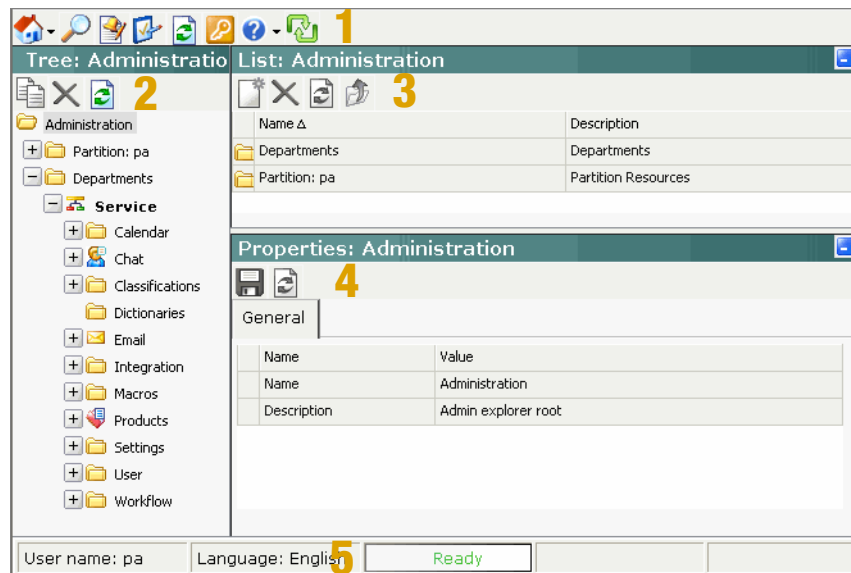 1
Tree: Administratio
List: Administration
2
3
Administration
Partition: pa
Departments
Service
Calendar
Chat
Classifications
Dictionaries
Email
Integration
Macros
Products
Settings
User
Workflow
Name Description
Departments Departments
Partition: pa Partition Resources
Properties: Administration
4
General
Name Value
Name Administration
Description Admin explorer root
User name: pa Language: English 5 Ready